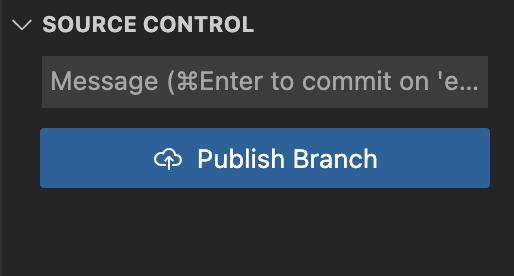 SOURCE CONTROL
Message (⌘Enter to commit on 'e...
Publish Branch